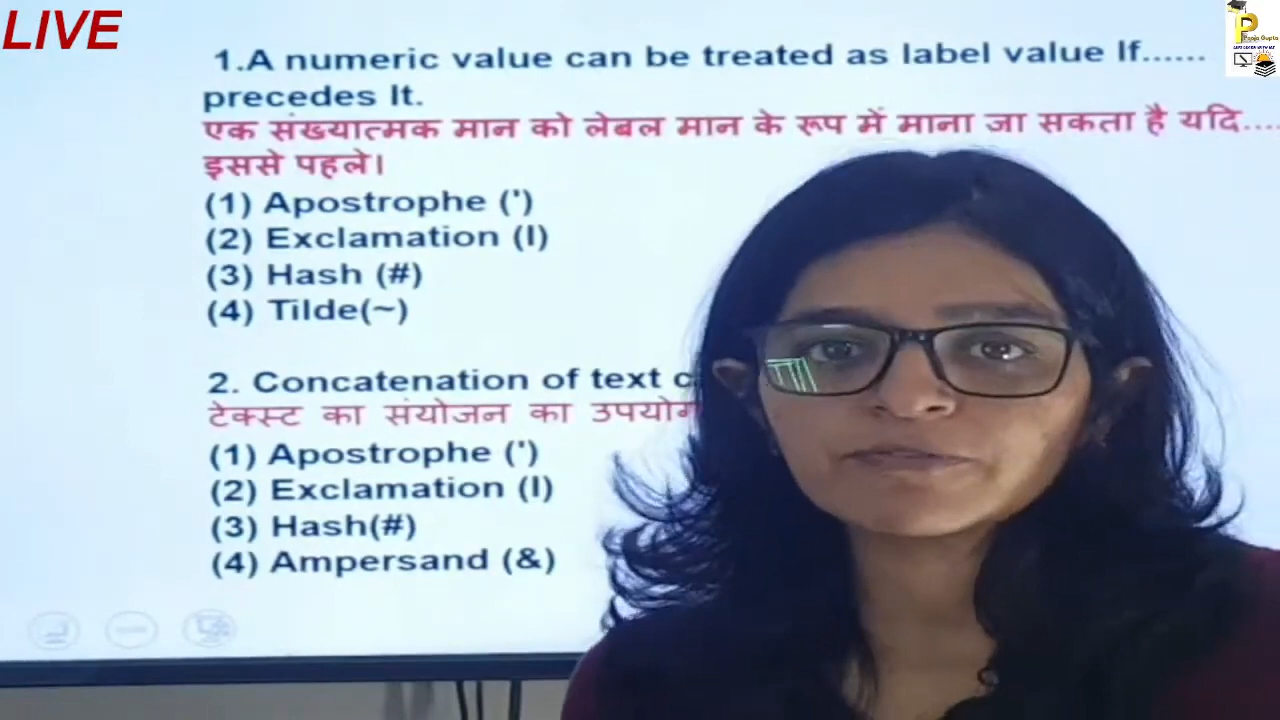 LIVE
1.A numeric value can be treated as label value If......
precedes It.
एक संख्यात्मक मान को लेबल मान के रूप में माना जा सकता है यदि....
इससे पहले।
(1) Apostrophe (')
(2) Exclamation (I)
(3) Hash (#)
(4) Tilde(~)
2. Concatenation of text
टेक्स्ट का संयोजन का उपयोग
(1) Apostrophe (')
(2) Exclamation (I)
(3) Hash(#)
(4) Ampersand (&)
P
Pooja Gupta